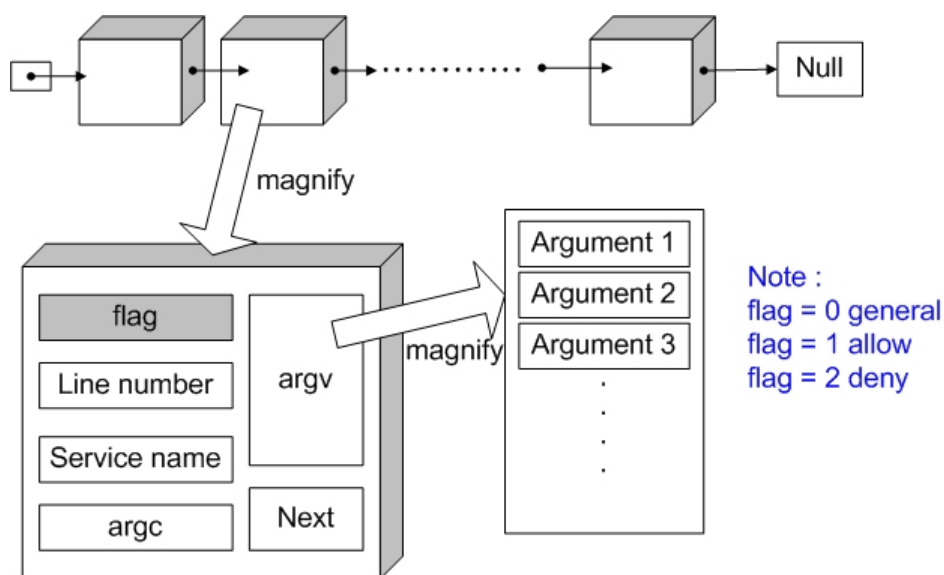 Null
magnify
flag
Line number
Service name
argc
argv
Next
magnify
Argument 1
Argument 2
Argument 3
Note :
flag = 0 general
flag = 1 allow
flag = 2 deny